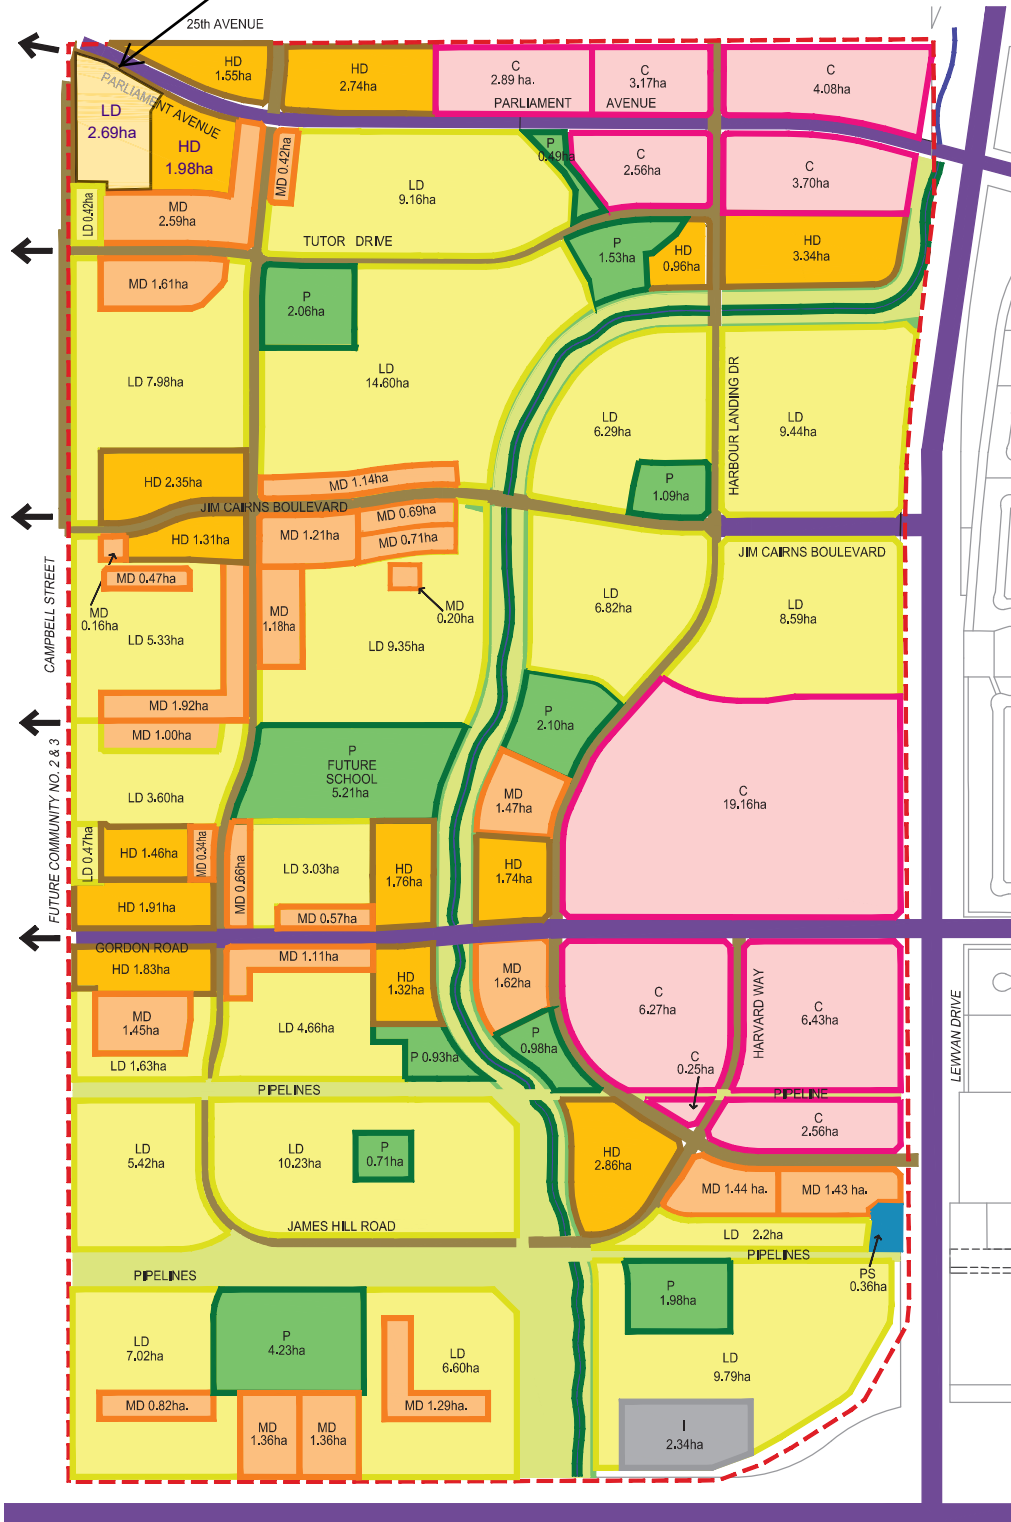 25th AVENUE
HD
1.55ha
HD
2.74ha
C
2.89 ha.
C
3.17ha
C
4.08ha
PARLIAMENT AVENUE
PARLIAMENT AVENUE
LD
2.69ha
HD
1.98ha
MD 0.42ha
P
0.49ha
C
2.56ha
C
3.70ha
LD
9.16ha
LD 0.42ha
MD
2.59ha
TUTOR DRIVE
P
1.53ha
HD
0.96ha
HD
3.34ha
MD 1.61ha
P
2.06ha
LD 7.98ha
LD
14.60ha
LD
6.29ha
HARBOUR LANDING DR
LD
9.44ha
HD 2.35ha
MD 1.14ha
P
1.09ha
JIM CAIRNS BOULEVARD
MD 0.69ha
HD 1.31ha
MD 1.21ha
MD 0.71ha
JIM CAIRNS BOULEVARD
CAMPBELL STREET
MD 0.47ha
MD
0.16ha
MD
1.18ha
MD
0.20ha
LD
6.82ha
LD
8.59ha
LD 5.33ha
LD 9.35ha
MD 1.92ha
P
2.10ha
MD 1.00ha
FUTURE COMMUNITY NO. 2 & 3
P
FUTURE
SCHOOL
5.21ha
LD 3.60ha
MD
1.47ha
C
19.16ha
LD 0.47ha
HD 1.46ha
MD 0.34ha
MD 0.66ha
LD 3.03ha
HD
1.76ha
HD
1.74ha
HD 1.91ha
MD 0.57ha
GORDON ROAD
MD 1.11ha
HD 1.83ha
HD
1.32ha
MD
1.62ha
C
6.27ha
HARVARD WAY
C
6.43ha
LEWVAN DRIVE
MD
1.45ha
LD 4.66ha
P 0.93ha
P
0.98ha
LD 1.63ha
C
0.25ha
PIPELINES
PIPELINE
C
2.56ha
LD
5.42ha
LD
10.23ha
P
0.71ha
HD
2.86ha
MD 1.44 ha.
MD 1.43 ha.
JAMES HILL ROAD
LD 2.2ha
PIPELINES
PIPELINES
PS
0.36ha
P
1.98ha
LD
7.02ha
P
4.23ha
LD
6.60ha
LD
9.79ha
MD 0.82ha.
MD 1.29ha.
MD
1.36ha
MD
1.36ha
I
2.34ha